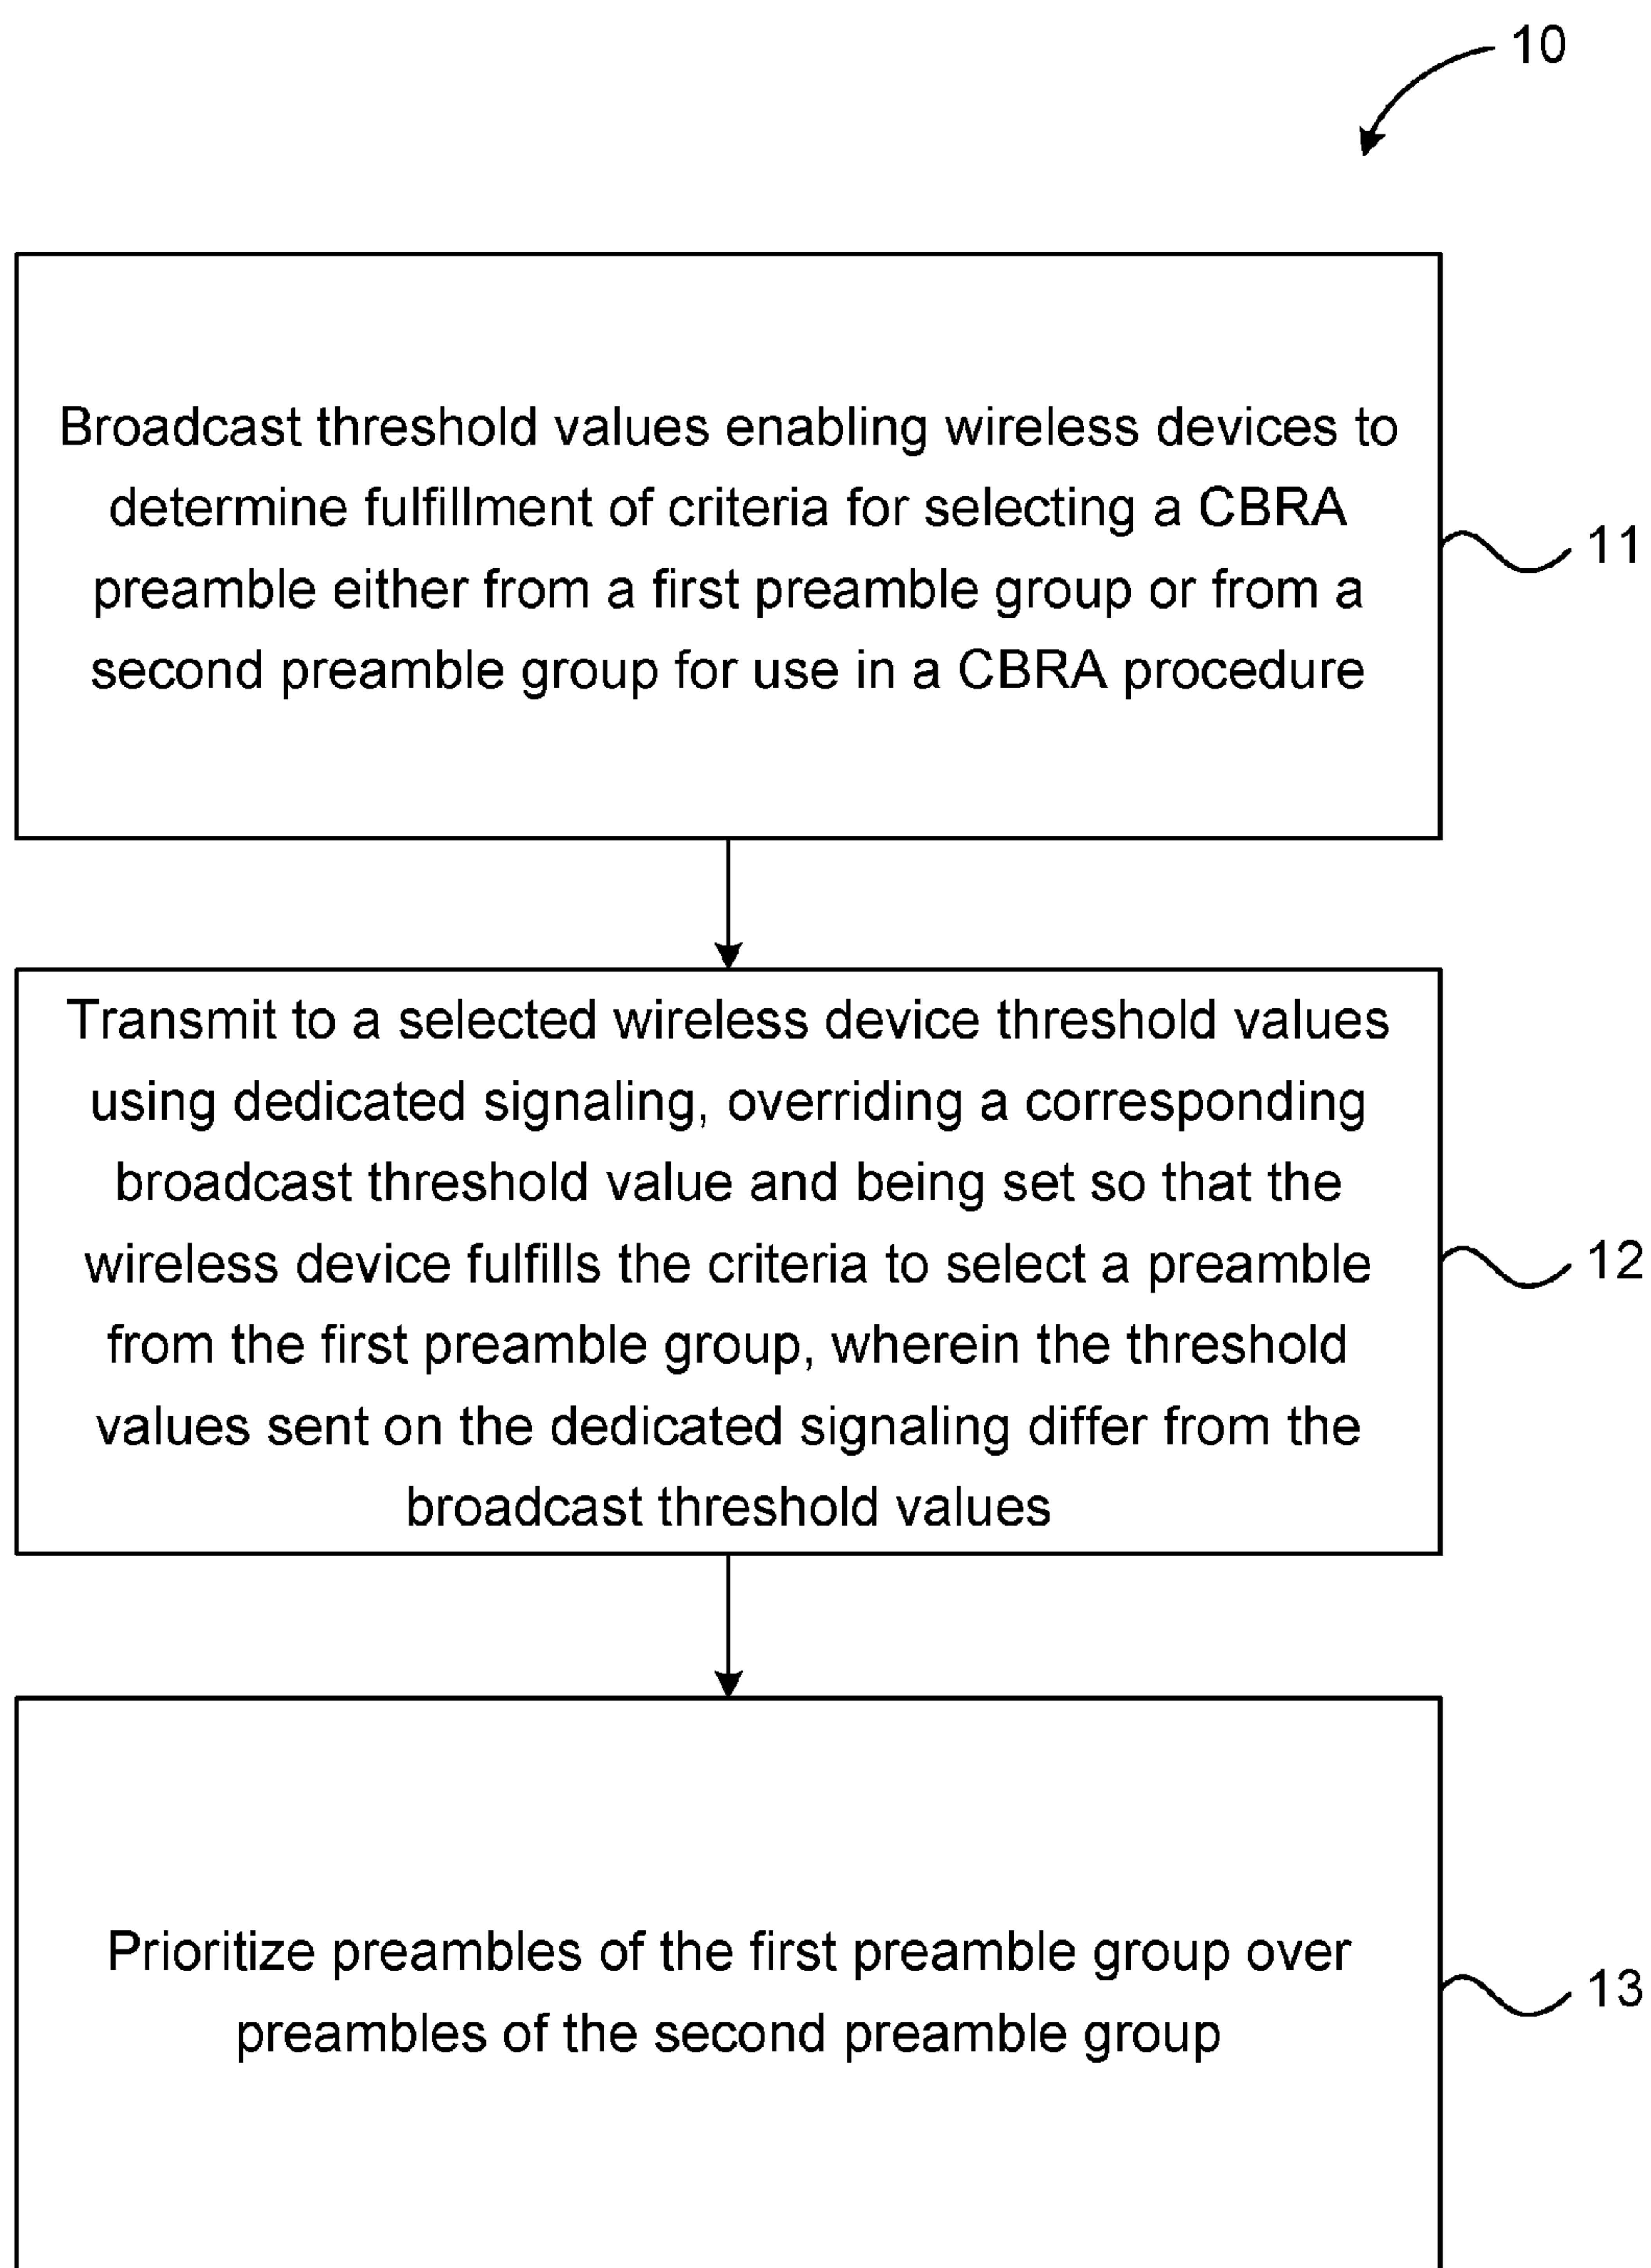 10
Broadcast threshold values enabling wireless devices to
determine fulfillment of criteria for selecting a CBRA
preamble either from a first preamble group or from a
second preamble group for use in a CBRA procedure
11
Transmit to a selected wireless device threshold values
using dedicated signaling, overriding a corresponding
broadcast threshold value and being set so that the
wireless device fulfills the criteria to select a preamble
from the first preamble group, wherein the threshold
values sent on the dedicated signaling differ from the
broadcast threshold values
12
Prioritize preambles of the first preamble group over
preambles of the second preamble group
13